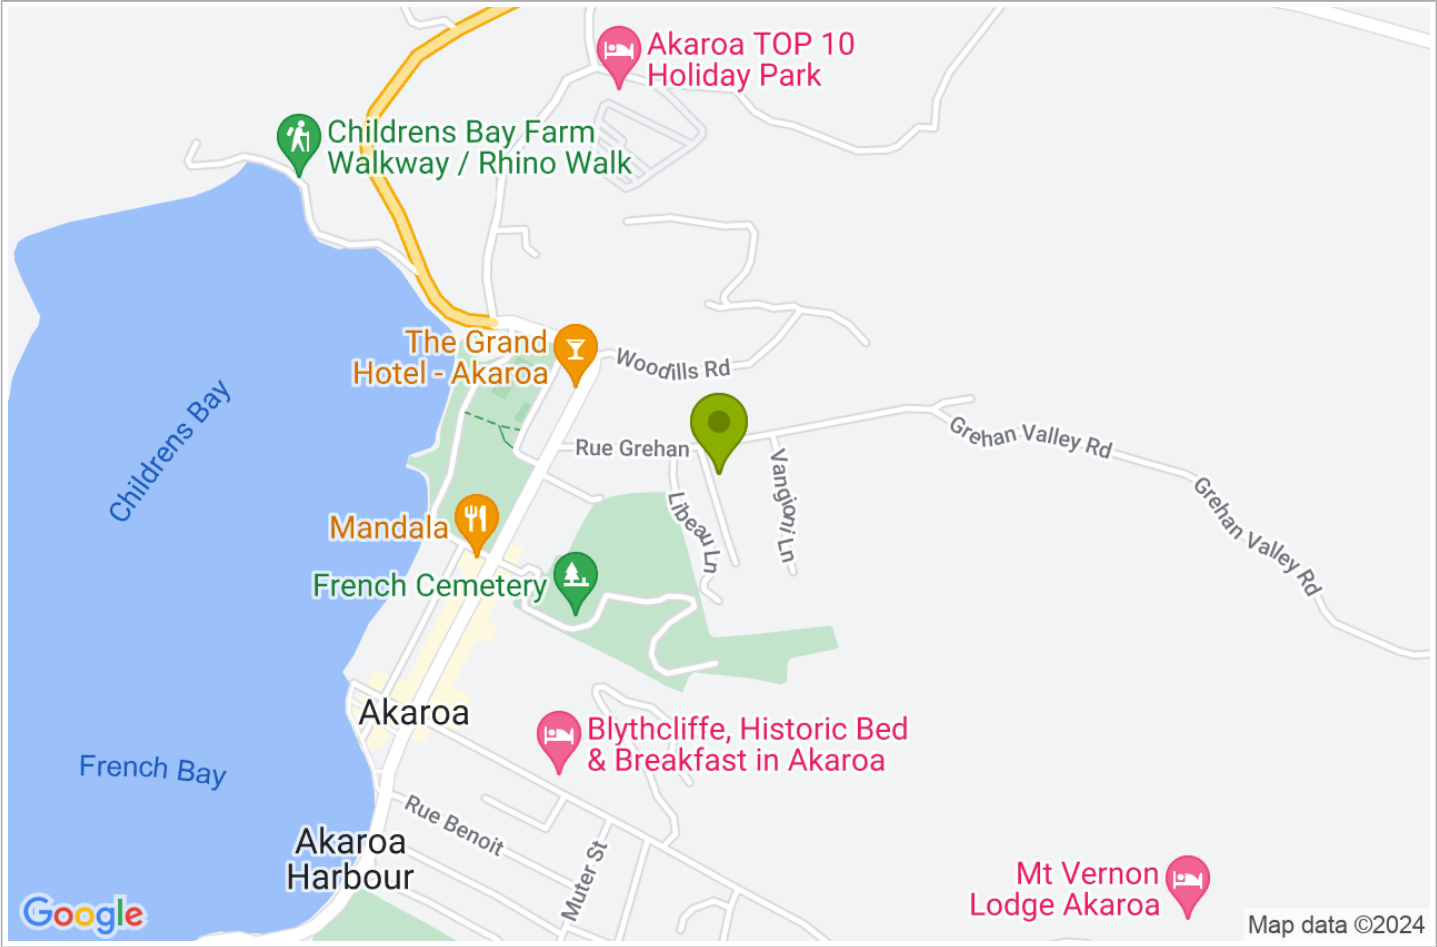 Akaroa TOP 10
Holiday Park
Childrens Bay Farm
Walkway / Rhino Walk
The Grand
Hotel - Akaroa
Woodills Rd
Childrens Bay
Rue Grehan
Grehan Valley Rd
Vangioni Ln
Libeau Ln
Grehan Valley Rd
Mandala
French Cemetery
Akaroa
Blythcliffe, Historic Bed
& Breakfast in Akaroa
French Bay
Rue Benoit
Akaroa
Harbour
Muter St
Mt Vernon
Lodge Akaroa
Google
Map data ©2024